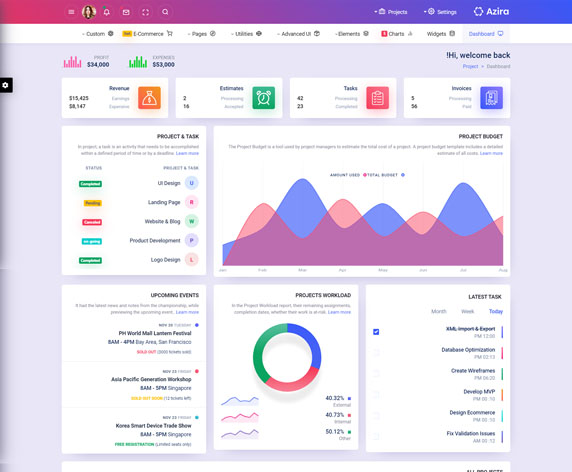 Azira
Settings
Projects
Dashboard
Widgets
Charts
Elements
Advanced UI
Utilities
Pages
E-Commerce
Hot
Custom
!Hi, welcome back
Project
Dashboard
PROFIT
$34,000
EXPENSES
$53,000
Revenue
$15,425 Earnings
$8,147 Expensive
Estimates
2 Processing
16 Accepted
Tasks
42 Processing
23 Completed
Invoices
5 Processing
56 Paid
PROJECT & TASK
In project, a task is an activity that needs to be accomplished
within a defined period of time or by a deadline. Learn more
STATUS PROJECT & TASK
Completed UI Design U
Pending Landing Page R
Canceled Website & Blog W
on going Product Development P
Completed Logo Design L
PROJECT BUDGET
The Project Budget is a tool used by project managers to estimate the total cost of a project. A project budget template includes a detailed
estimate of all costs. Learn more
AMOUNT USED TOTAL BUDGET
Jan Feb Mar Apr May Jun Jul Aug
UPCOMING EVENTS
It had the latest news and notes from the championship, while
previewing the upcoming event. Learn more
NOV 20 TUESDAY
PH World Mall Lantern Festival
8AM - 4PM Bay Area, San Francisco
SOLD OUT (3000 tickets sold)
NOV 23 FRIDAY
Asia Pacific Generation Workshop
8AM - 5PM Singapore
SOLD OUT SOON (12 tickets left)
NOV 23 FRIDAY
Korea Smart Device Trade Show
8AM - 5PM Singapore
FREE REGISTRATION (Limited seats only)
PROJECTS WORKLOAD
In the Project Workload report, their remaining assignments,
completion dates, whether their work is at-risk. Learn more
40.32%
External
40.73%
Internal
50.12%
Other
LATEST TASK
Month Week Today
XML Import & Export
PM 12:50
Database Optimization
PM 02:13
Create Wireframes
PM 06:20
Develop MVP
PM 00:10
Design Ecommerce
PM 00:10
Fix Validation Issues
AM 00:12